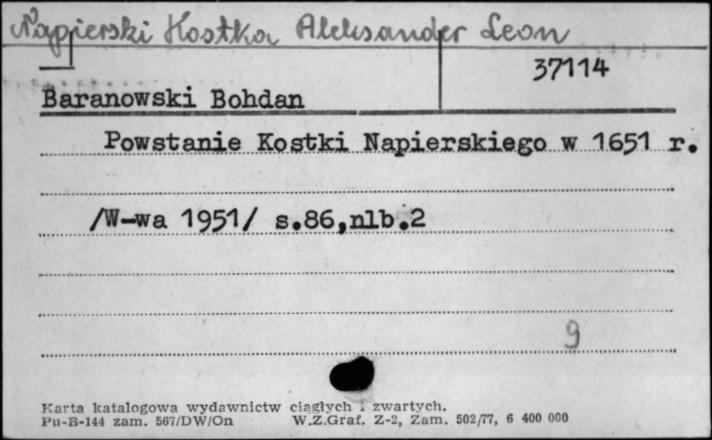 Napierski Kostka Aleksander Leon
37114
Baranowski Bohdan
Powstanie Kostki Napierskiego w 1651 r.
/W-wa 1951/ s.86,nlb.2
9
Karta katalogowa wydawnictw ciągłych i zwartych.
Pu-B-144 zam. 567/DW/On W.Z.Graf. Z-2, Zam. 502/77, 6 400 000